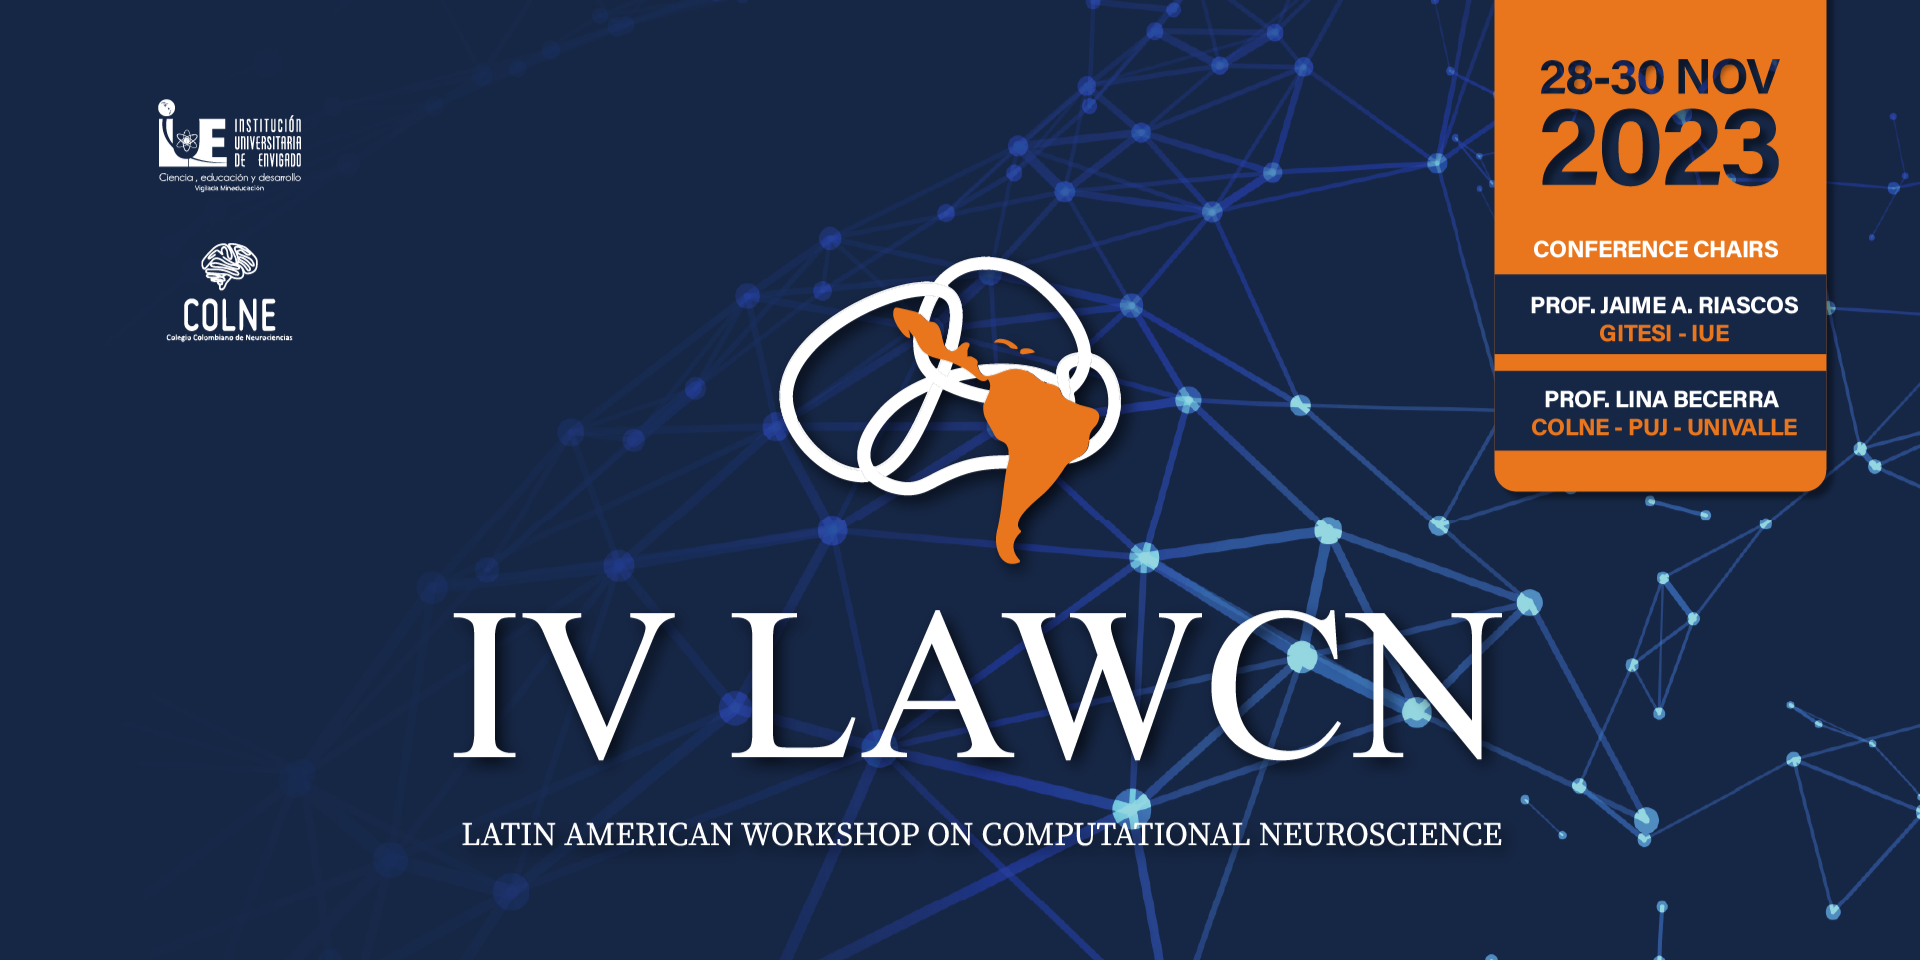 iUE
INSTITUCIÓN
UNIVERSITARIA
DE ENVIGADO
Ciencia, educación y desarrollo
Vigilada Mineducación
COLNE
Colegio Colombiano de Neurociencias
28-30 NOV
2023
CONFERENCE CHAIRS
PROF. JAIME A. RIASCOS
GITESI - IUE
PROF. LINA BECERRA
COLNE - PUJ - UNIVALLE
IV LAWCN
LATIN AMERICAN WORKSHOP ON COMPUTATIONAL NEUROSCIENCE